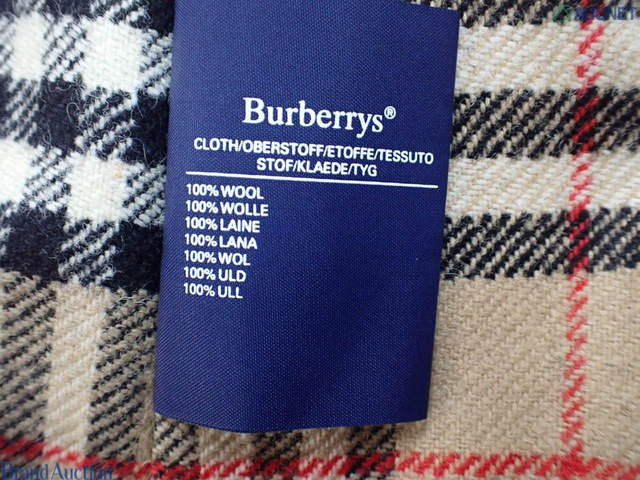 Burberrys®
CLOTH/OBERSTOFF/ETOFFE/TESSUTO
STOF/KLAEDE/TYG
100% WOOL
100% WOLLE
100% LAINE
100% LANA
100% WOL
100% ULD
100% ULL
Brand Auction